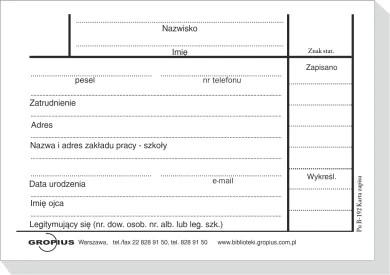 Nazwisko
Imię
Znak stat.
Zapisano
pesel nr telefonu
Zatrudnienie
Adres
Nazwa i adres zakładu pracy - szkoły
Wykreśl.
Data urodzenia e-mail
Imię ojca
Legitymujący się (nr. dow. osob. nr. alb. lub leg. szk.)
Pu B-192 Karta zapisu
GROPIUS Warszawa, tel./fax 22 828 91 50, tel. 828 91 50 www.biblioteki.gropius.com.pl